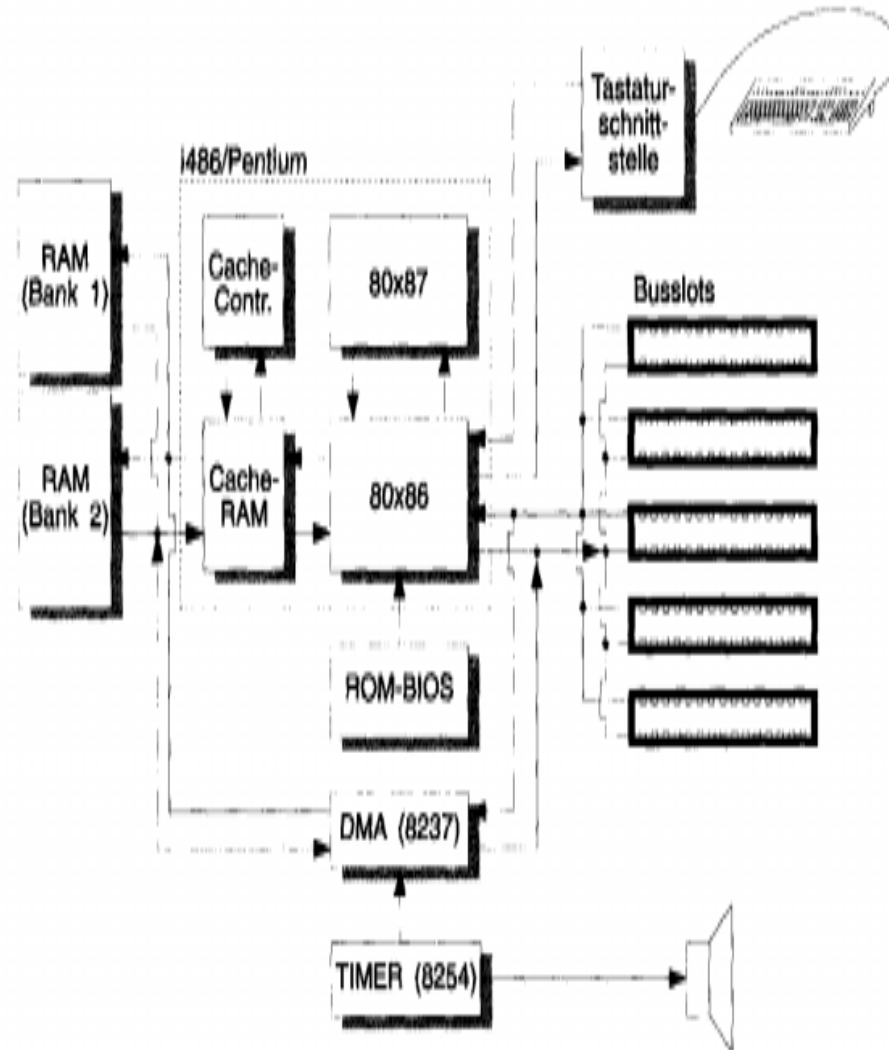 Tastatur-
schnitt-
stelle
i486/Pentium
RAM
(Bank 1)
Cache-
Contr.
80x87
Busslots
RAM
(Bank 2)
Cache-
RAM
80x86
ROM-BIOS
DMA (8237)
TIMER (8254)